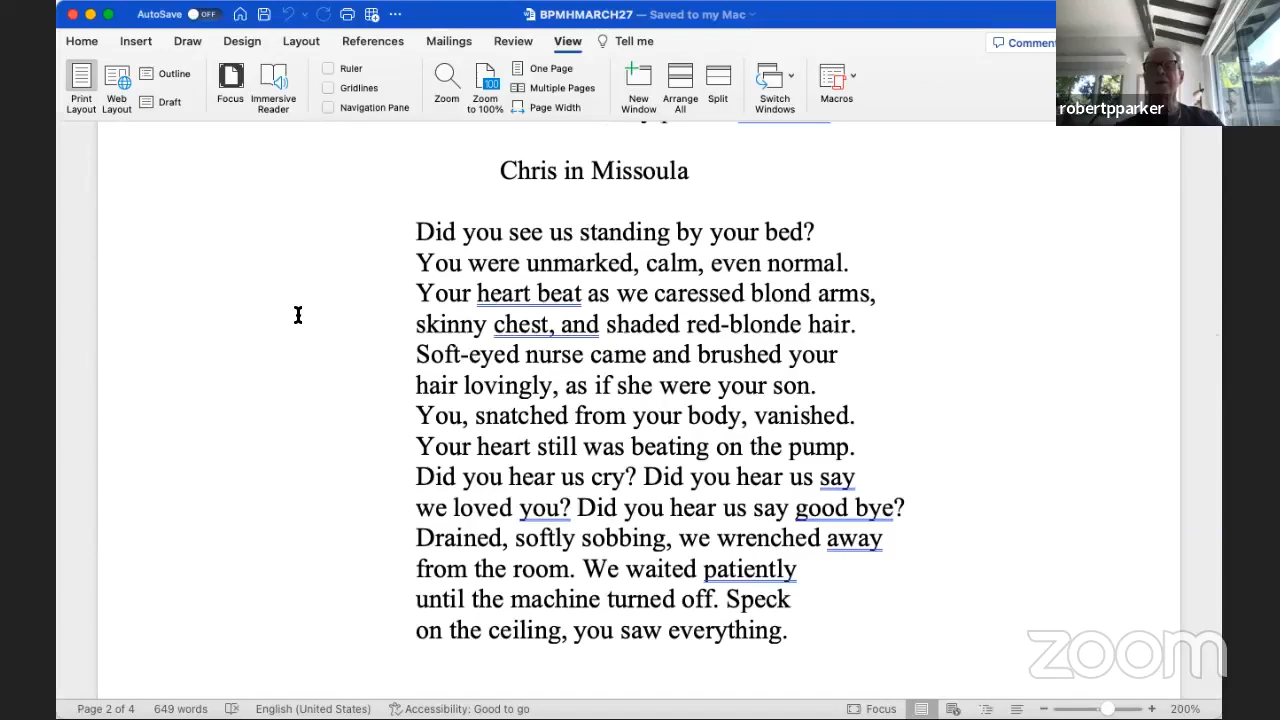 AutoSave OFF
BPMHMARCH27 — Saved to my Mac
Home Insert Draw Design Layout References Mailings Review View Tell me
Comment
Print Layout
Web Layout
Outline
Draft
Focus
Immersive Reader
Ruler
Gridlines
Navigation Pane
Zoom
100
Zoom to 100%
One Page
Multiple Pages
Page Width
New Window
Arrange All
Split
Switch Windows
Macros
robertpparker
Chris in Missoula
Did you see us standing by your bed?
You were unmarked, calm, even normal.
Your heart beat as we caressed blond arms,
skinny chest, and shaded red-blonde hair.
Soft-eyed nurse came and brushed your
hair lovingly, as if she were your son.
You, snatched from your body, vanished.
Your heart still was beating on the pump.
Did you hear us cry? Did you hear us say
we loved you? Did you hear us say good bye?
Drained, softly sobbing, we wrenched away
from the room. We waited patiently
until the machine turned off. Speck
on the ceiling, you saw everything.
zoom
Page 2 of 4 649 words English (United States) Accessibility: Good to go Focus 200%